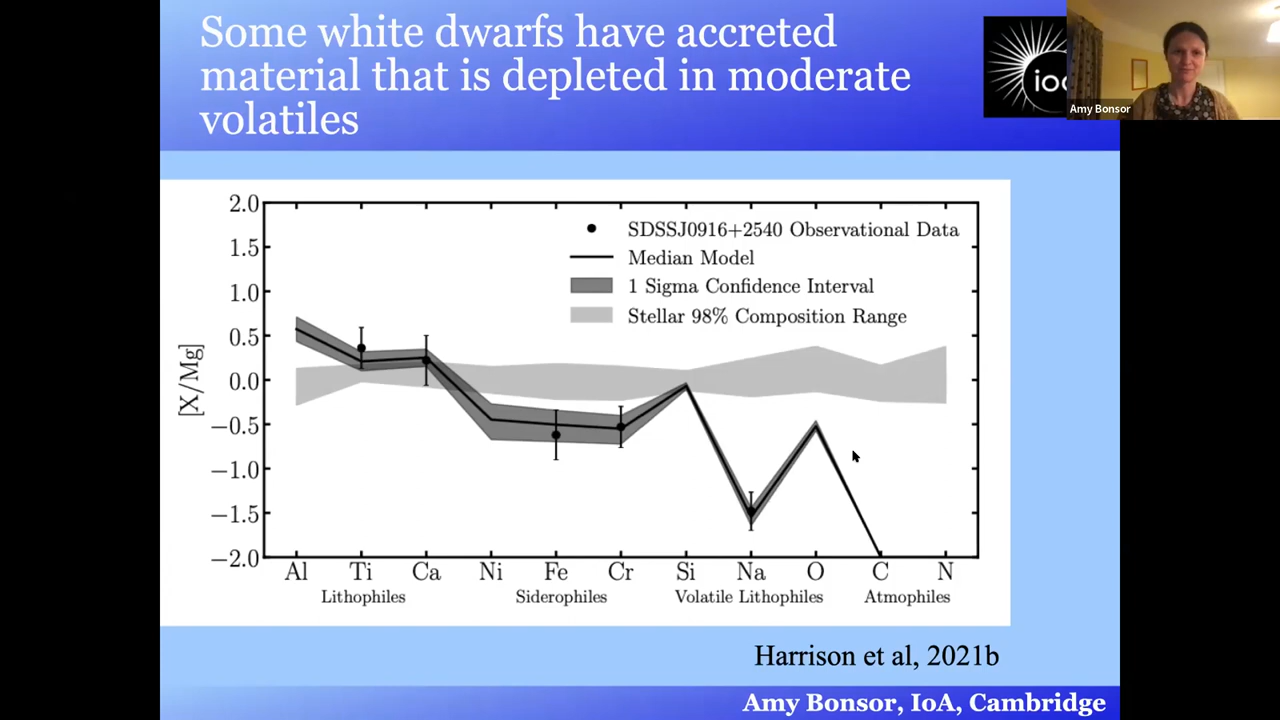 Some white dwarfs have accreted
material that is depleted in moderate
volatiles
Amy Bonsor
2.0
1.5
1.0
0.5
0.0
−0.5
−1.0
−1.5
−2.0
[X/Mg]
SDSSJ0916+2540 Observational Data
Median Model
1 Sigma Confidence Interval
Stellar 98% Composition Range
Al Ti Ca Ni Fe Cr Si Na O C N
Lithophiles Siderophiles Volatile Lithophiles Atmophiles
Harrison et al, 2021b
Amy Bonsor, IoA, Cambridge